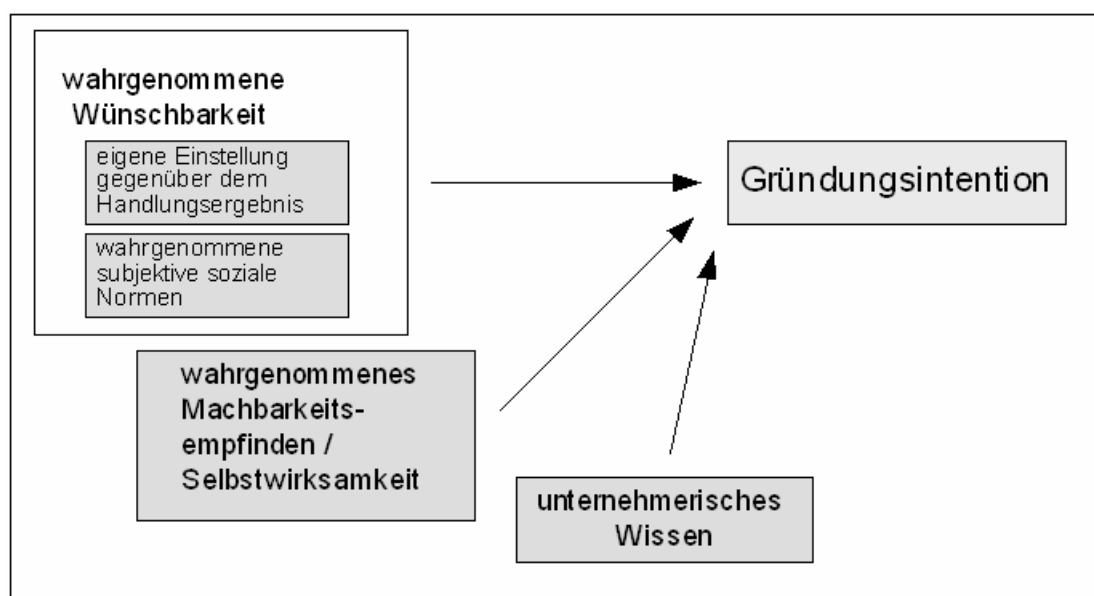 wahrgenommene
Wünschbarkeit
eigene Einstellung
gegenüber dem
Handlungsergebnis
wahrgenommene
subjektive soziale
Normen
Gründungsintention
wahrgenommenes
Machbarkeits-
empfinden /
Selbstwirksamkeit
unternehmerisches
Wissen